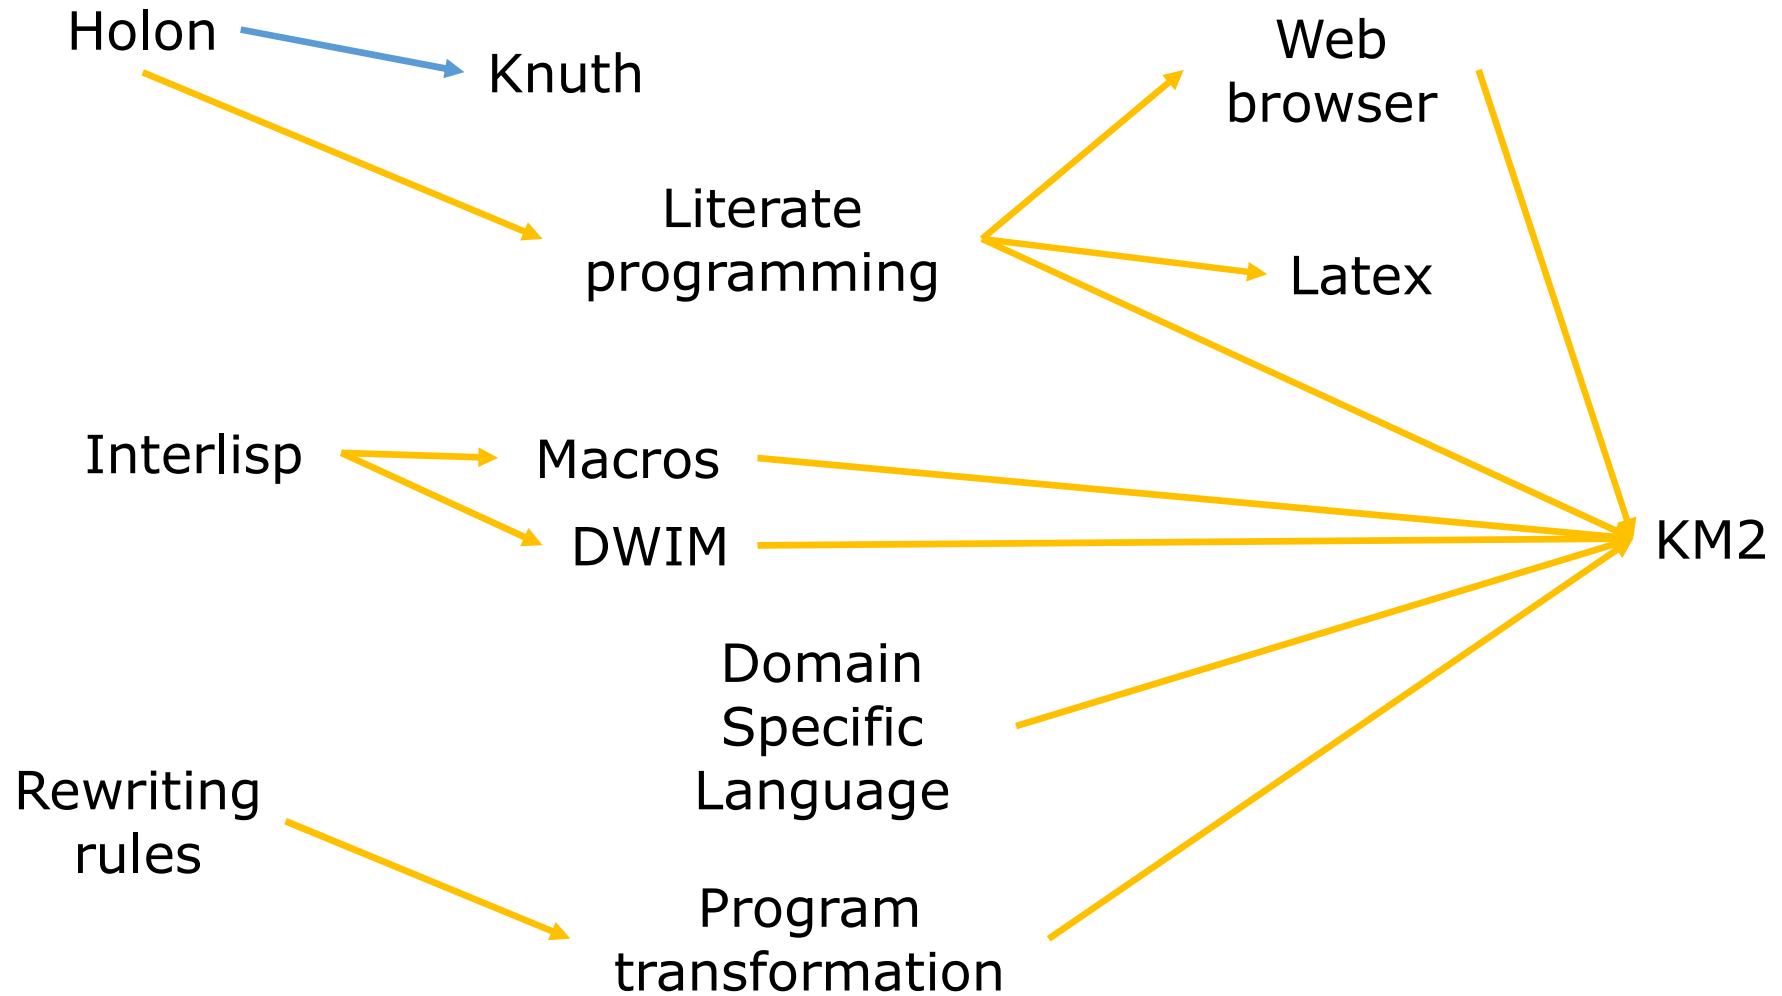 Holon
Knuth
Web
browser
Literate
programming
Latex
Interlisp
Macros
DWIM
KM2
Domain
Specific
Language
Rewriting
rules
Program
transformation